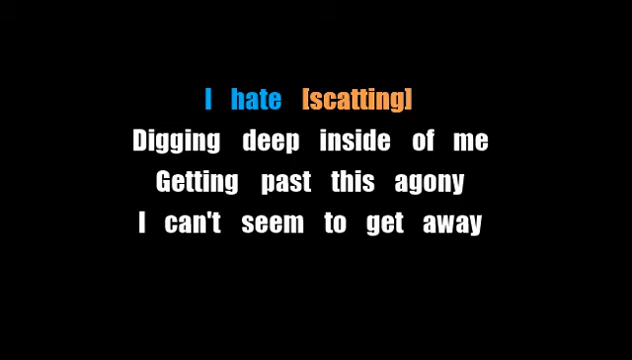 I hate [scatting]
Digging deep inside of me
Getting past this agony
I can't seem to get away